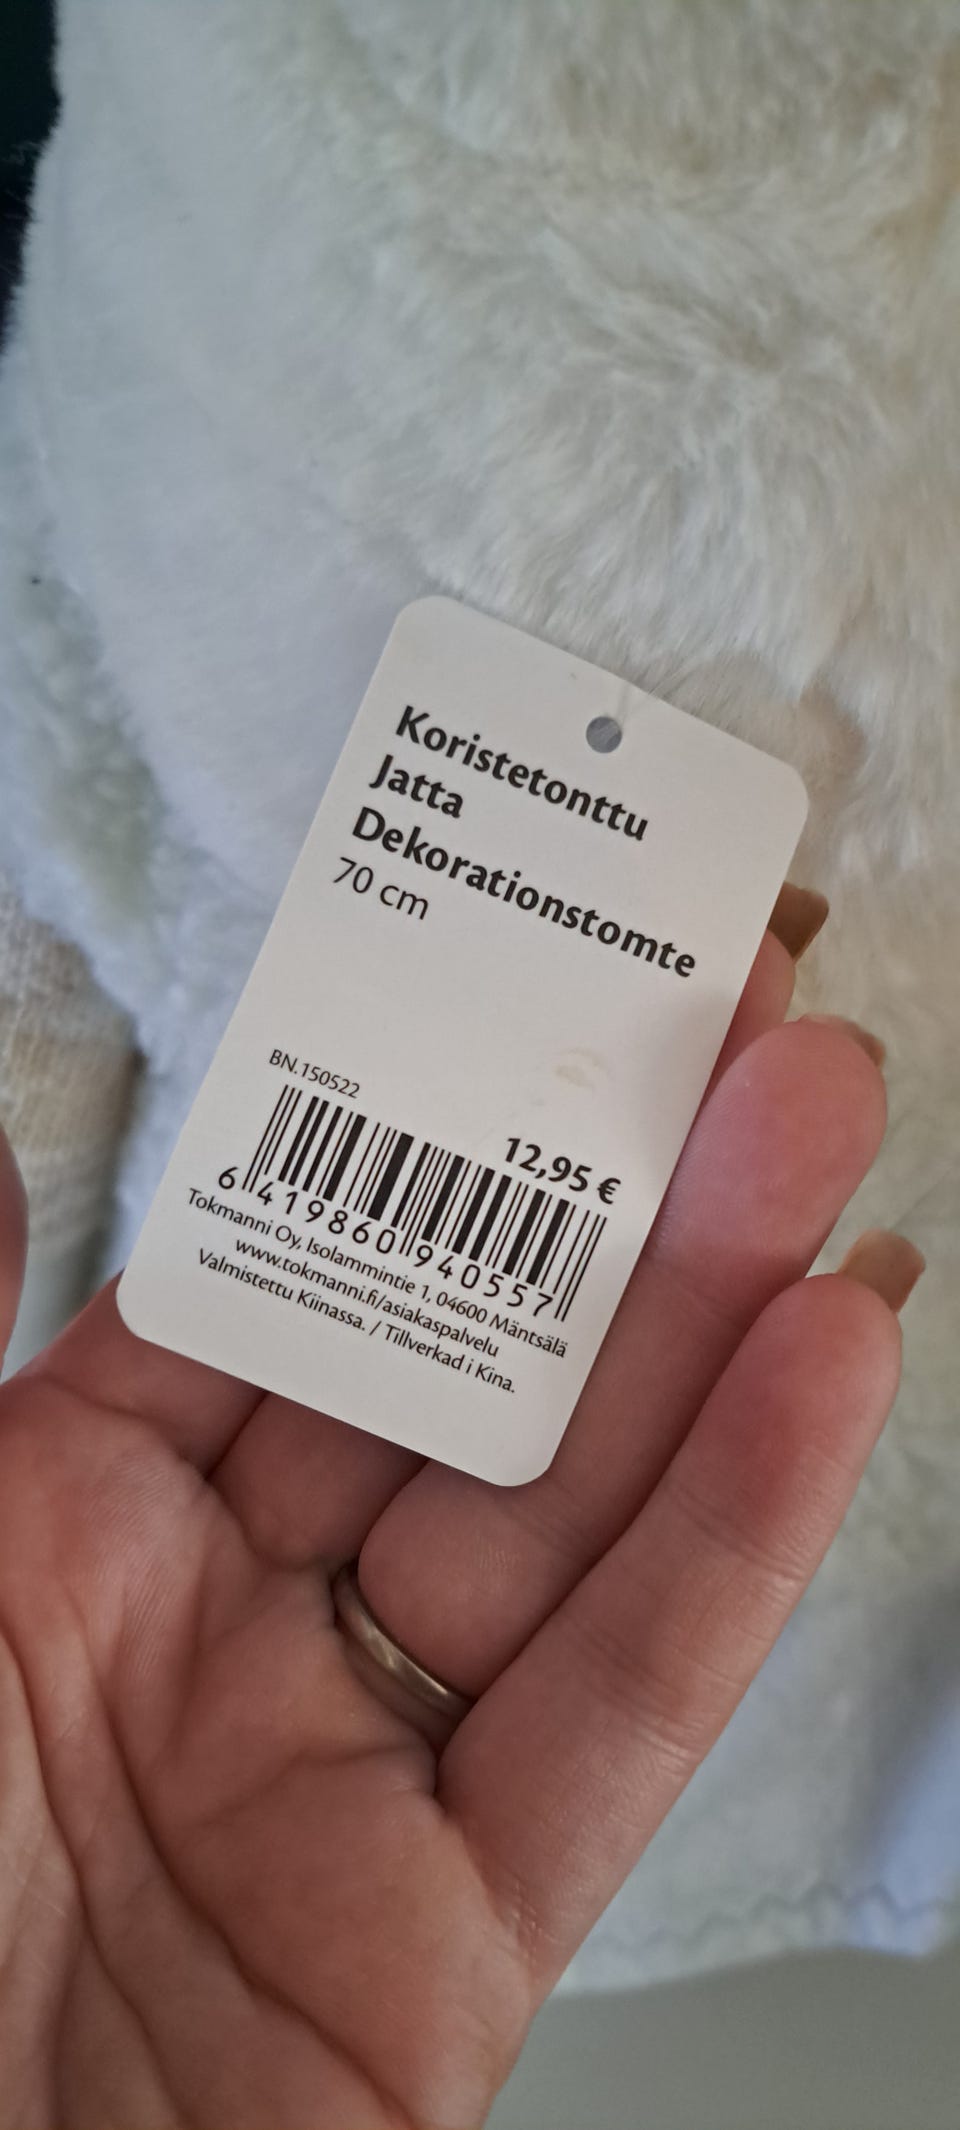 Koristetonttu
Jatta
Dekorationstomte
70 cm
BN.150522
12,95 €
6 419860 940557
Tokmanni Oy, Isolammintie 1, 04600 Mäntsälä
www.tokmanni.fi/asiakaspalvelu
Valmistettu Kiinassa. / Tillverkad i Kina.